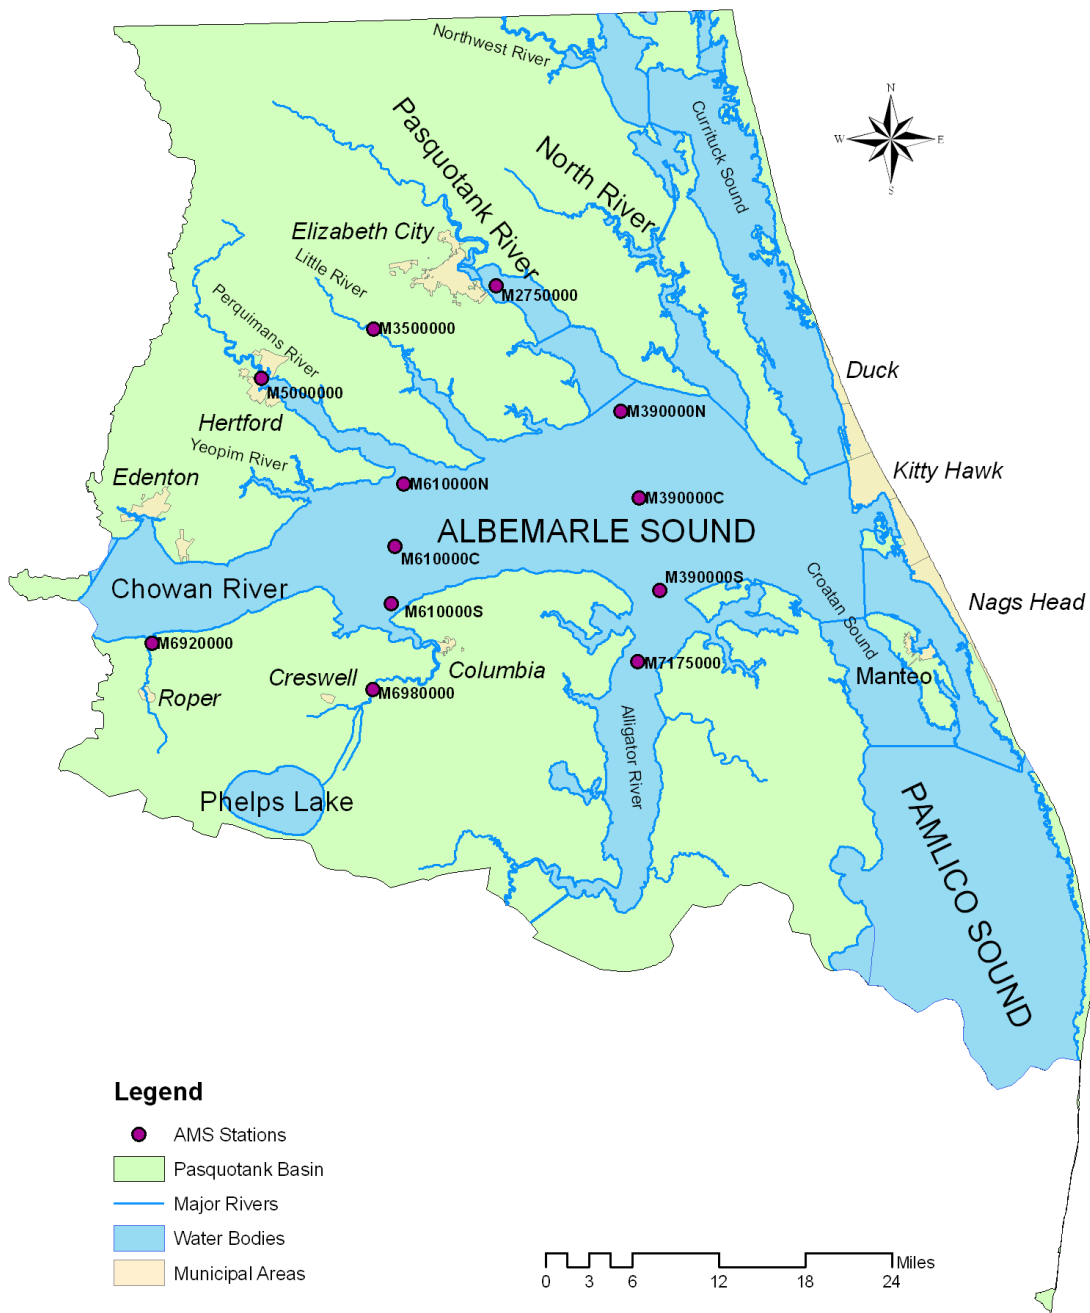 Northwest River
Pasquotank River
Currituck Sound
N
W
E
S
North River
Elizabeth City
Little River
M2750000
Perquimans River
M3500000
Duck
M5000000
M390000N
Hertford
Yeopim River
Kitty Hawk
Edenton
M610000N
M390000C
ALBEMARLE SOUND
M610000C
Chowan River
M390000S
Croatan Sound
Nags Head
M610000S
M6920000
M7175000
Columbia
Creswell
Manteo
M6980000
Roper
Alligator River
Phelps Lake
PAMLICO SOUND
Legend
AMS Stations
Pasquotank Basin
Major Rivers
Water Bodies
Municipal Areas
Miles
0 3 6 12 18 24